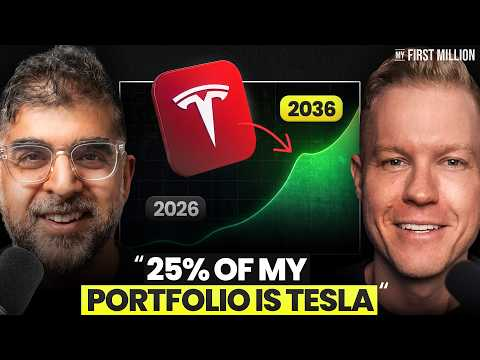 MY FIRST MILLION
2036
2026
“25% OF MY
PORTFOLIO IS TESLA“